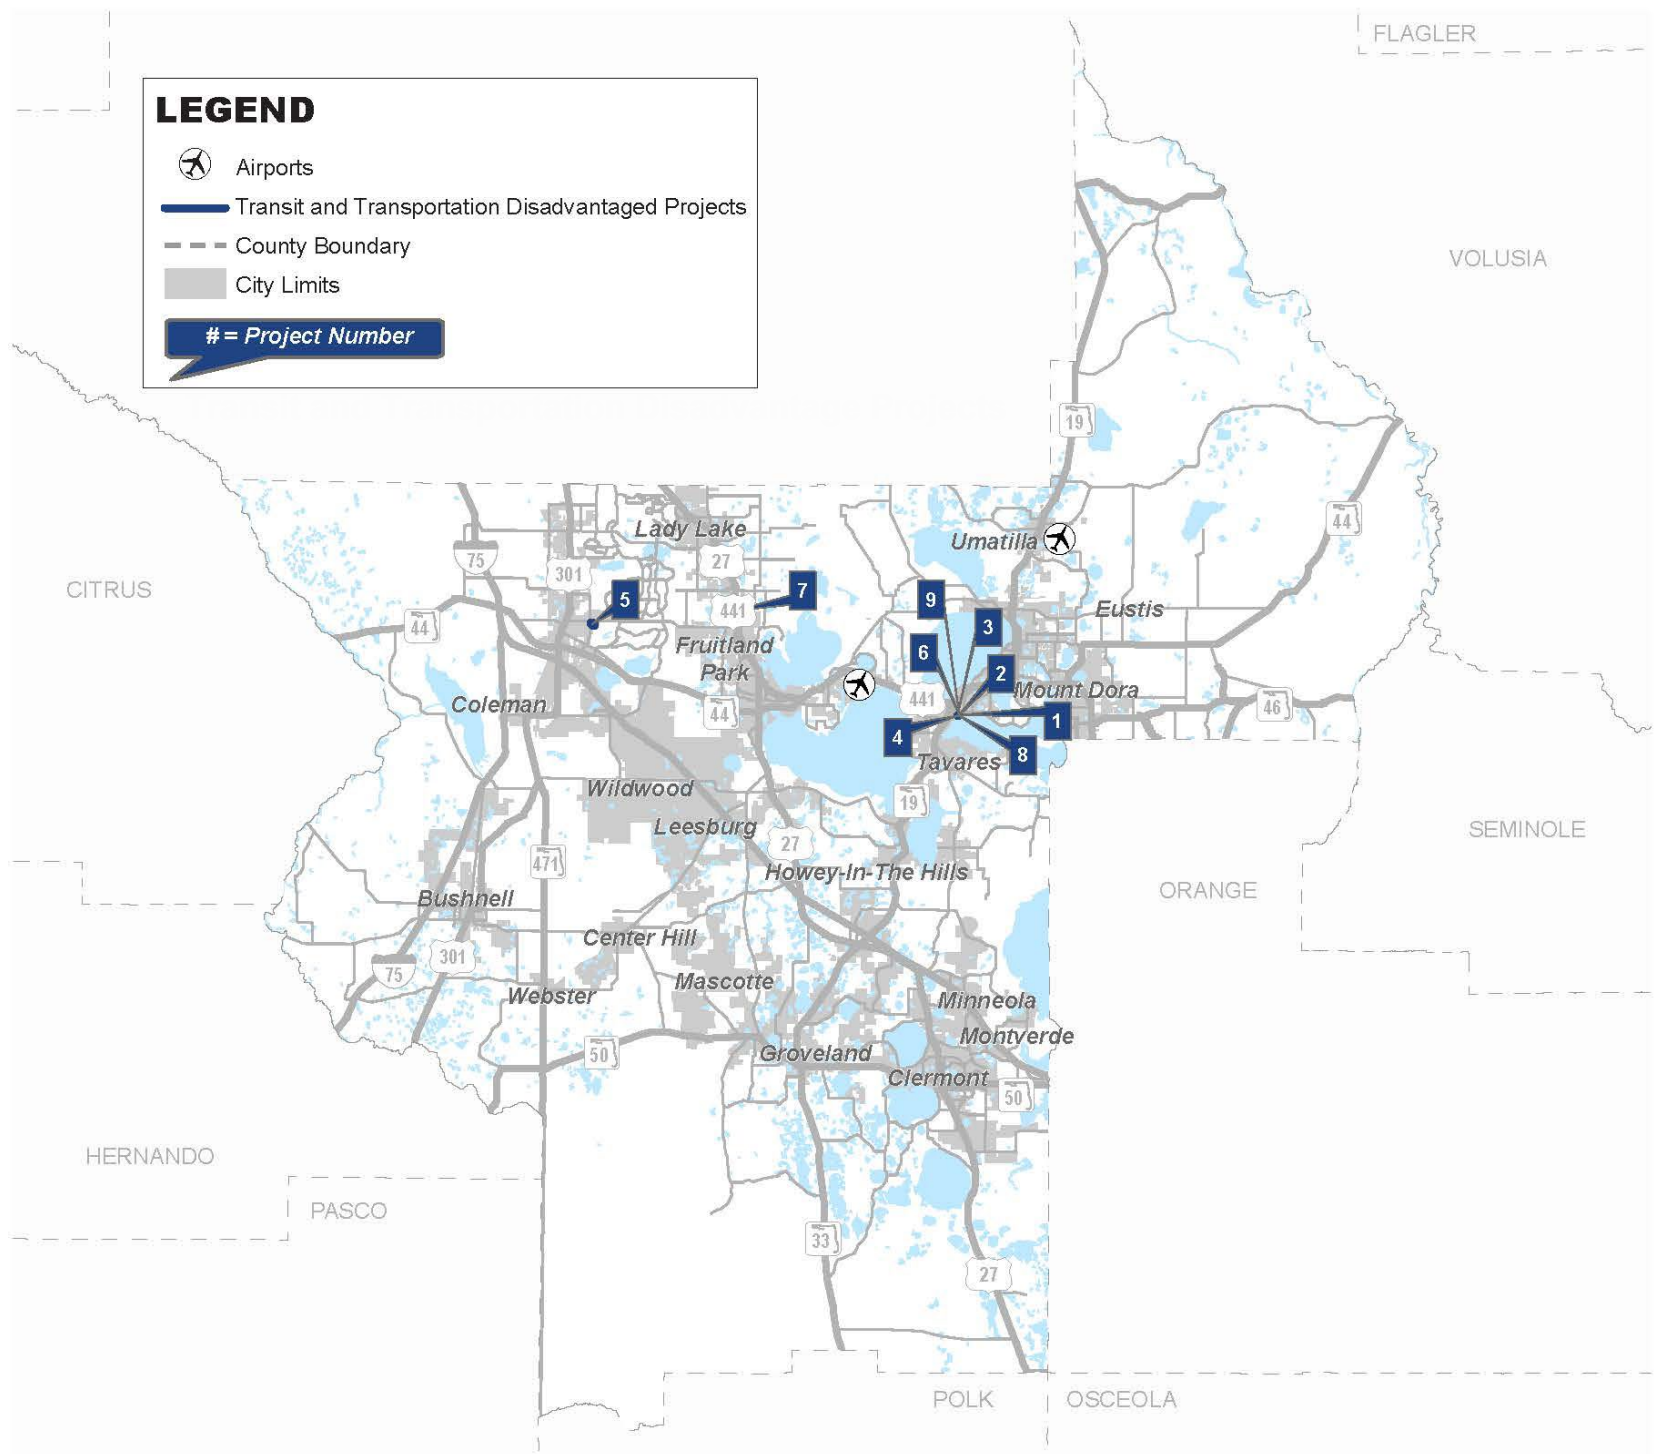 FLAGLER
LEGEND
Airports
Transit and Transportation Disadvantaged Projects
County Boundary
City Limits
# = Project Number
VOLUSIA
19
44
Lady Lake
Umatilla
75
27
301
CITRUS
5
7
9
441
Eustis
44
3
Fruitland
Park
6
2
Mount Dora
441
Coleman
44
46
1
4
8
Tavares
Wildwood
19
Leesburg
SEMINOLE
27
471
Howey-In-The Hills
ORANGE
Bushnell
Center Hill
301
75
Mascotte
Webster
Minneola
Montverde
50
Groveland
Clermont
50
HERNANDO
PASCO
33
27
POLK
OSCEOLA